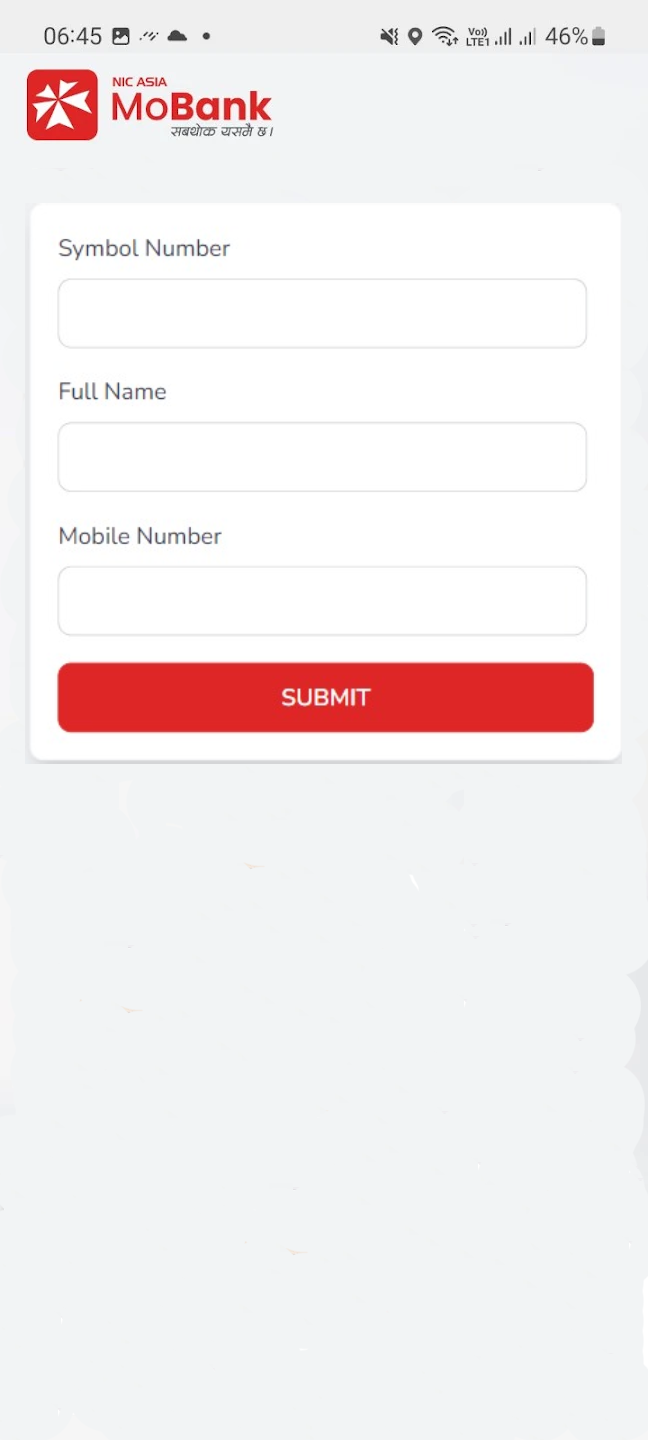 06:45
Vo))
LTE1
46%
NIC ASIA
MoBank
सबथोक यसमै छ।
Symbol Number
Full Name
Mobile Number
SUBMIT